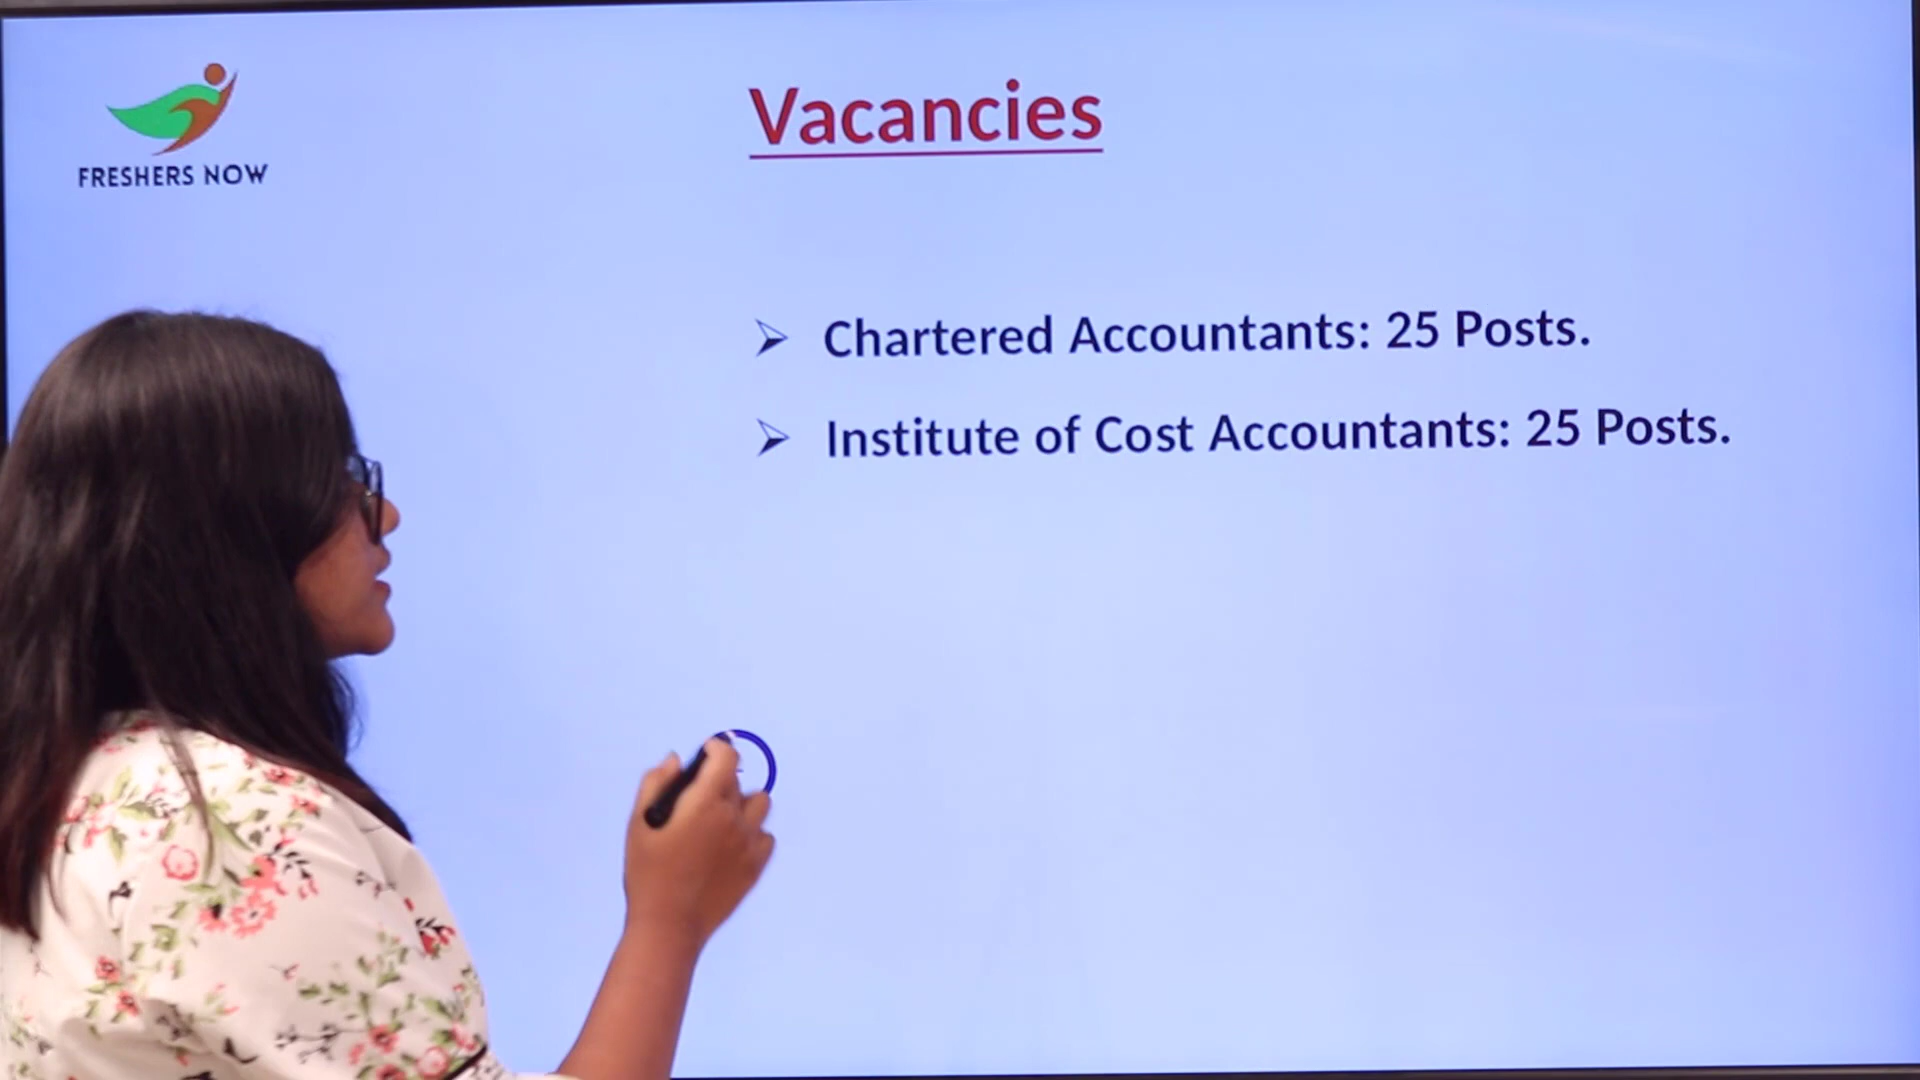 FRESHERS NOW
Vacancies
➢ Chartered Accountants: 25 Posts.
➢ Institute of Cost Accountants: 25 Posts.